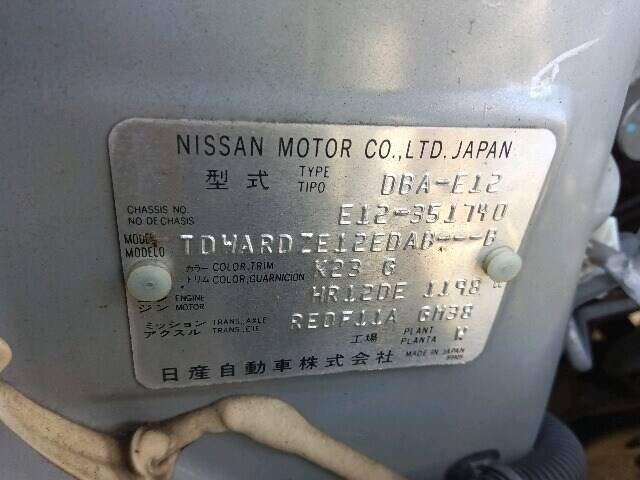 NISSAN MOTOR CO.,LTD. JAPAN
型式 TYPE TIPO DBA-E12
CHASSIS NO. NO DE CHASIS E12-351740
MODEL MODELO TDWARDZE12EDAB---B
カラー トリム COLOR,TRIM COLOR,GUARNICION K23 G
エンジン ENGINE MOTOR HR12DE 1198 CC
ミッション アクスル TRANS.,AXLE TRANS.,EJE REOF11A GH38
工場 PLANT PLANTA
日産自動車株式会社 MADE IN JAPAN